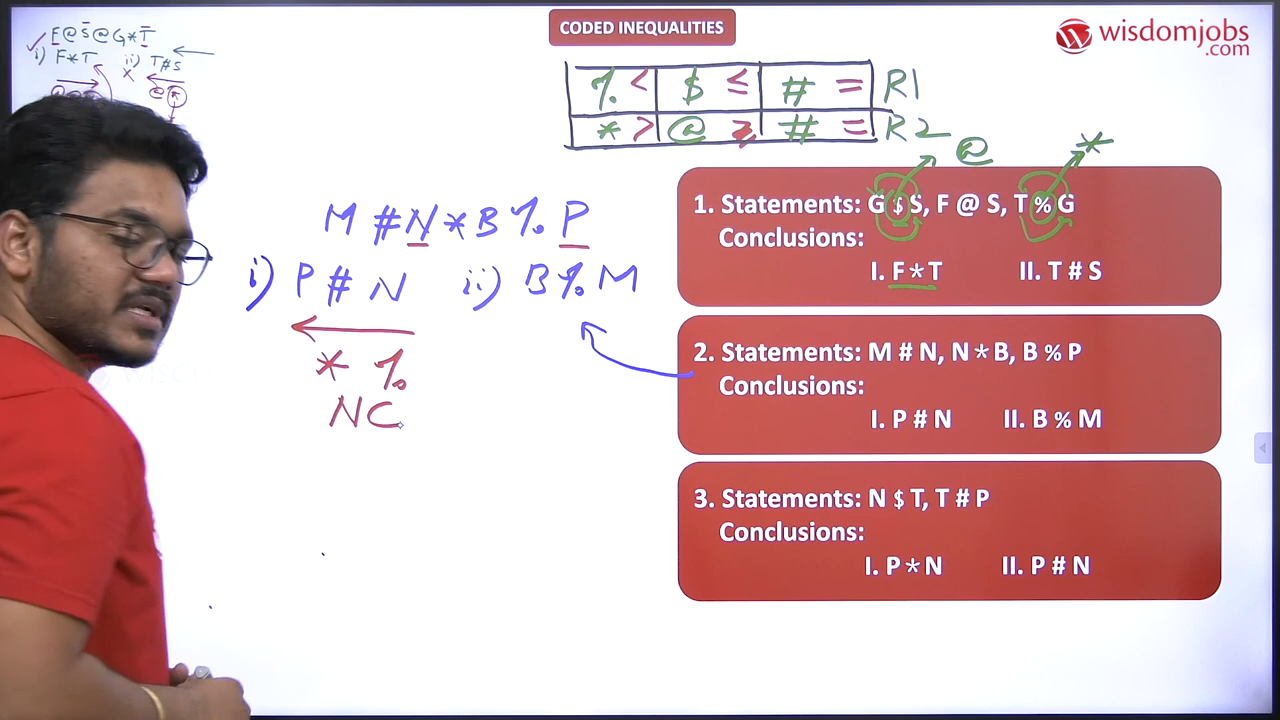 CODED INEQUALITIES
wisdomjobs
.com
F @ S @ G * T
i) F * T ii) T # S
X
% < $ ≤ # = R1
* > @ ≥ # = R2
@ *
1. Statements: G $ S, F @ S, T % G
Conclusions:
I. F * T II. T # S
M # N * B % P
i) P # N ii) B % M
* %
NC
2. Statements: M # N, N * B, B % P
Conclusions:
I. P # N II. B % M
3. Statements: N $ T, T # P
Conclusions:
I. P * N II. P # N